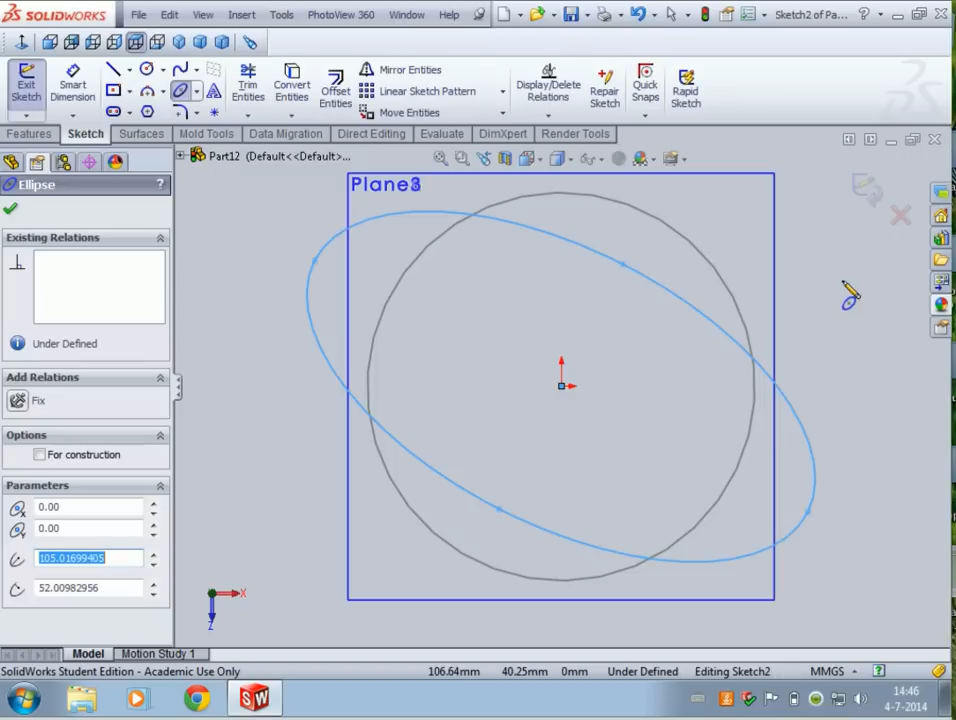 SOLIDWORKS File Edit View Insert Tools PhotoView 360 Window Help Sketch2 of Pa... ?
Exit Sketch
Smart Dimension
Trim Entities
Convert Entities
Offset Entities
Mirror Entities
Linear Sketch Pattern
Move Entities
Display/Delete Relations
Repair Sketch
Quick Snaps
Rapid Sketch
Features Sketch Surfaces Mold Tools Data Migration Direct Editing Evaluate DimXpert Render Tools
Part12 (Default<<Default>...
Ellipse ?
Existing Relations
Under Defined
Add Relations
Fix
Options
For construction
Parameters
0.00
0.00
105.01699405
52.00982956
X
Z
Model Motion Study 1
SolidWorks Student Edition - Academic Use Only 106.64mm 40.25mm 0mm Under Defined Editing Sketch2 MMGS ?
14:46
4-7-2014